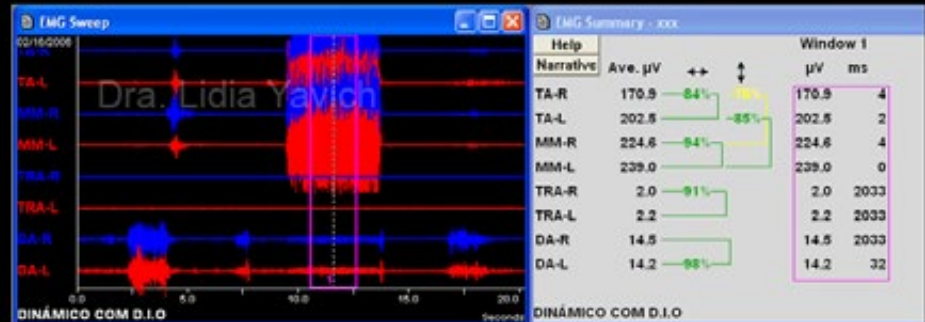 EMG Sweep
02/16/2006
TA-R
TA-L
Dra. Lidia Yavich
MM-R
MM-L
TRA-R
TRA-L
DA-R
DA-L
0.0 5.0 10.0 15.0 20.0
Seconds
DINÁMICO COM D.I.O
EMG Summary - xxx
Help
Narrative
Window 1
Ave. µV µV ms
TA-R 170.9 84% 78% 170.9 4
TA-L 202.5 85% 202.5 2
MM-R 224.6 94% 224.6 4
MM-L 239.0 239.0 0
TRA-R 2.0 91% 2.0 2033
TRA-L 2.2 2.2 2033
DA-R 14.5 14.5 2033
DA-L 14.2 98% 14.2 32
DINÁMICO COM D.I.O